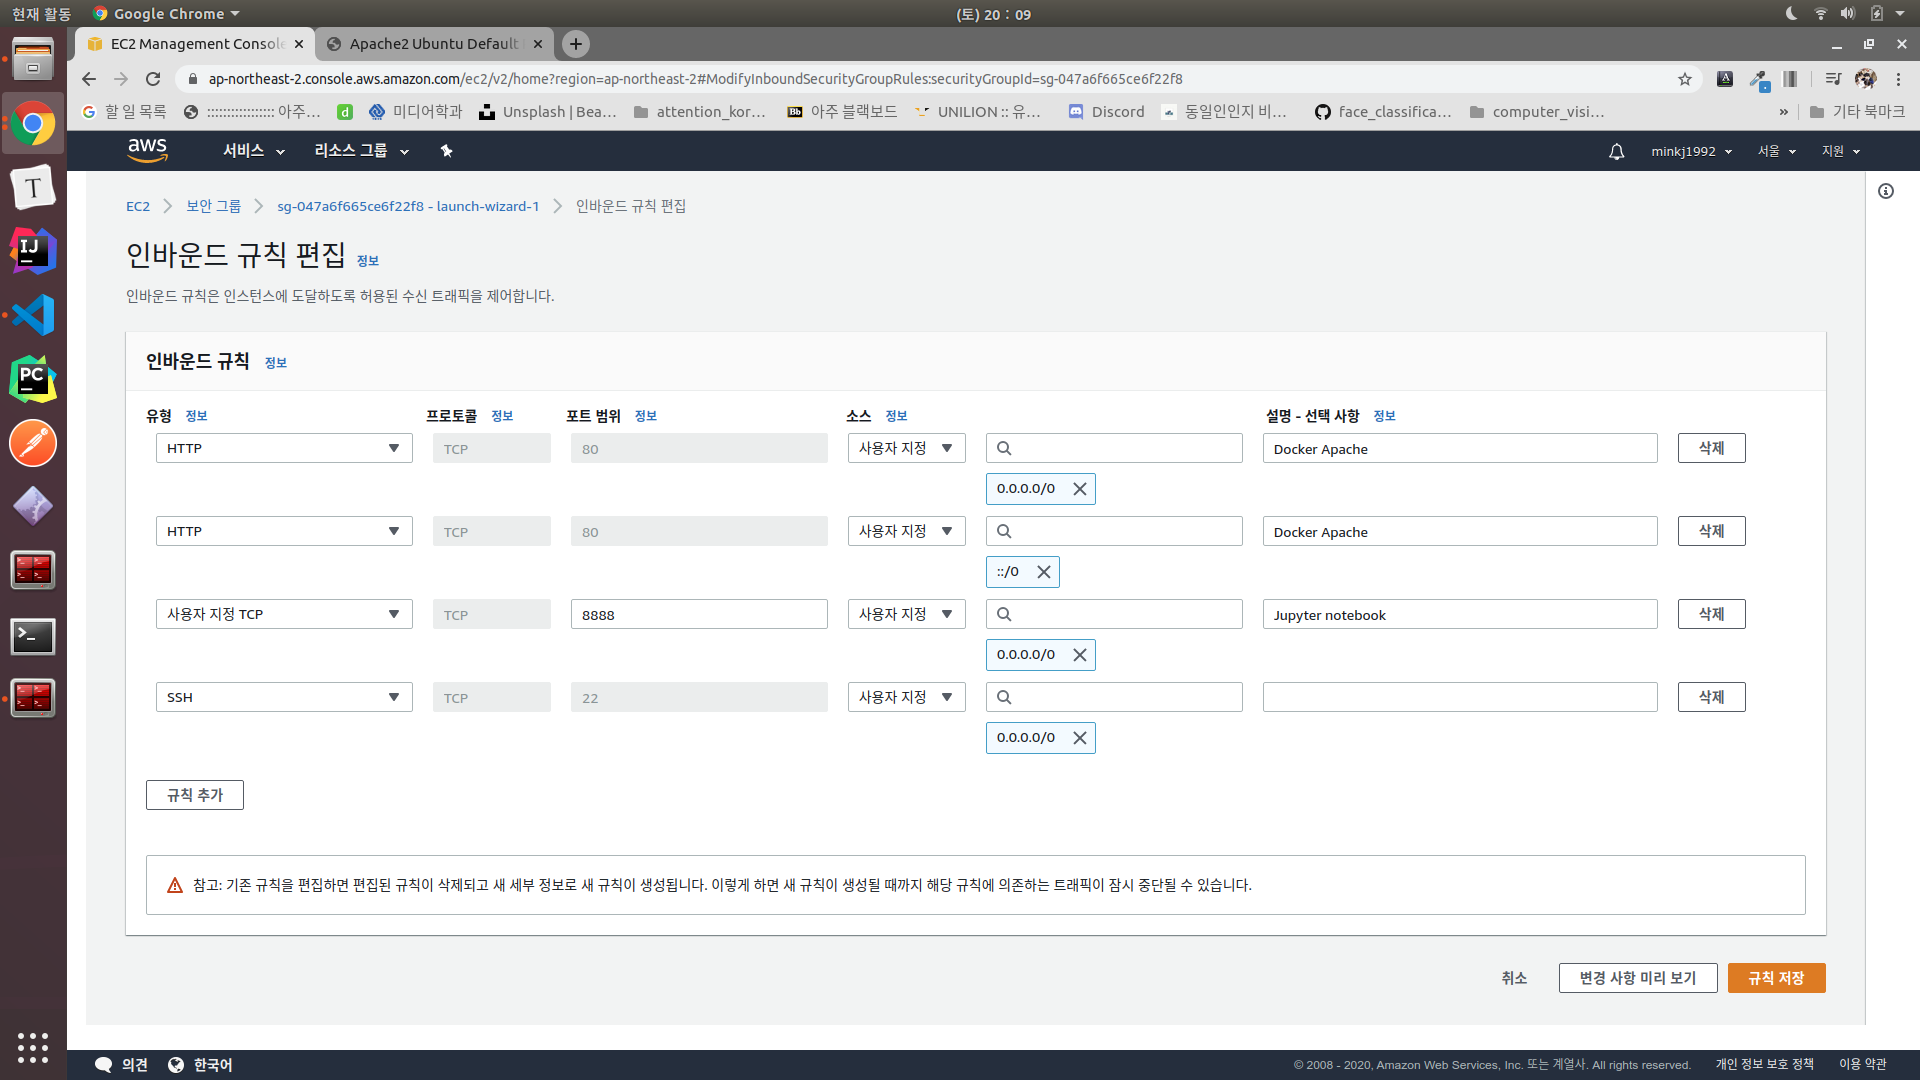 현재 활동
Google Chrome
(토) 20 : 09
EC2 Management Console
Apache2 Ubuntu Default
ap-northeast-2.console.aws.amazon.com/ec2/v2/home?region=ap-northeast-2#ModifyInboundSecurityGroupRules:securityGroupId=sg-047a6f665ce6f22f8
할 일 목록
:::::::::::::::: 아주...
미디어학과
Unsplash | Bea...
attention_kor...
Bb 아주 블랙보드
UNILION :: 유...
Discord
동일인인지 비...
face_classifica...
computer_visi...
»
기타 북마크
aws
서비스
리소스 그룹
minkj1992
서울
지원
EC2
보안 그룹
sg-047a6f665ce6f22f8 - launch-wizard-1
인바운드 규칙 편집
인바운드 규칙 편집 정보
인바운드 규칙은 인스턴스에 도달하도록 허용된 수신 트래픽을 제어합니다.
인바운드 규칙 정보
유형 정보
프로토콜 정보
포트 범위 정보
소스 정보
설명 - 선택 사항 정보
HTTP
TCP
80
사용자 지정
Docker Apache
삭제
0.0.0.0/0
HTTP
TCP
80
사용자 지정
Docker Apache
삭제
::/0
사용자 지정 TCP
TCP
8888
사용자 지정
Jupyter notebook
삭제
0.0.0.0/0
SSH
TCP
22
사용자 지정
삭제
0.0.0.0/0
규칙 추가
참고: 기존 규칙을 편집하면 편집된 규칙이 삭제되고 새 세부 정보로 새 규칙이 생성됩니다. 이렇게 하면 새 규칙이 생성될 때까지 해당 규칙에 의존하는 트래픽이 잠시 중단될 수 있습니다.
취소
변경 사항 미리 보기
규칙 저장
의견
한국어
© 2008 - 2020, Amazon Web Services, Inc. 또는 계열사. All rights reserved.
개인 정보 보호 정책
이용 약관
T
IJ
PC